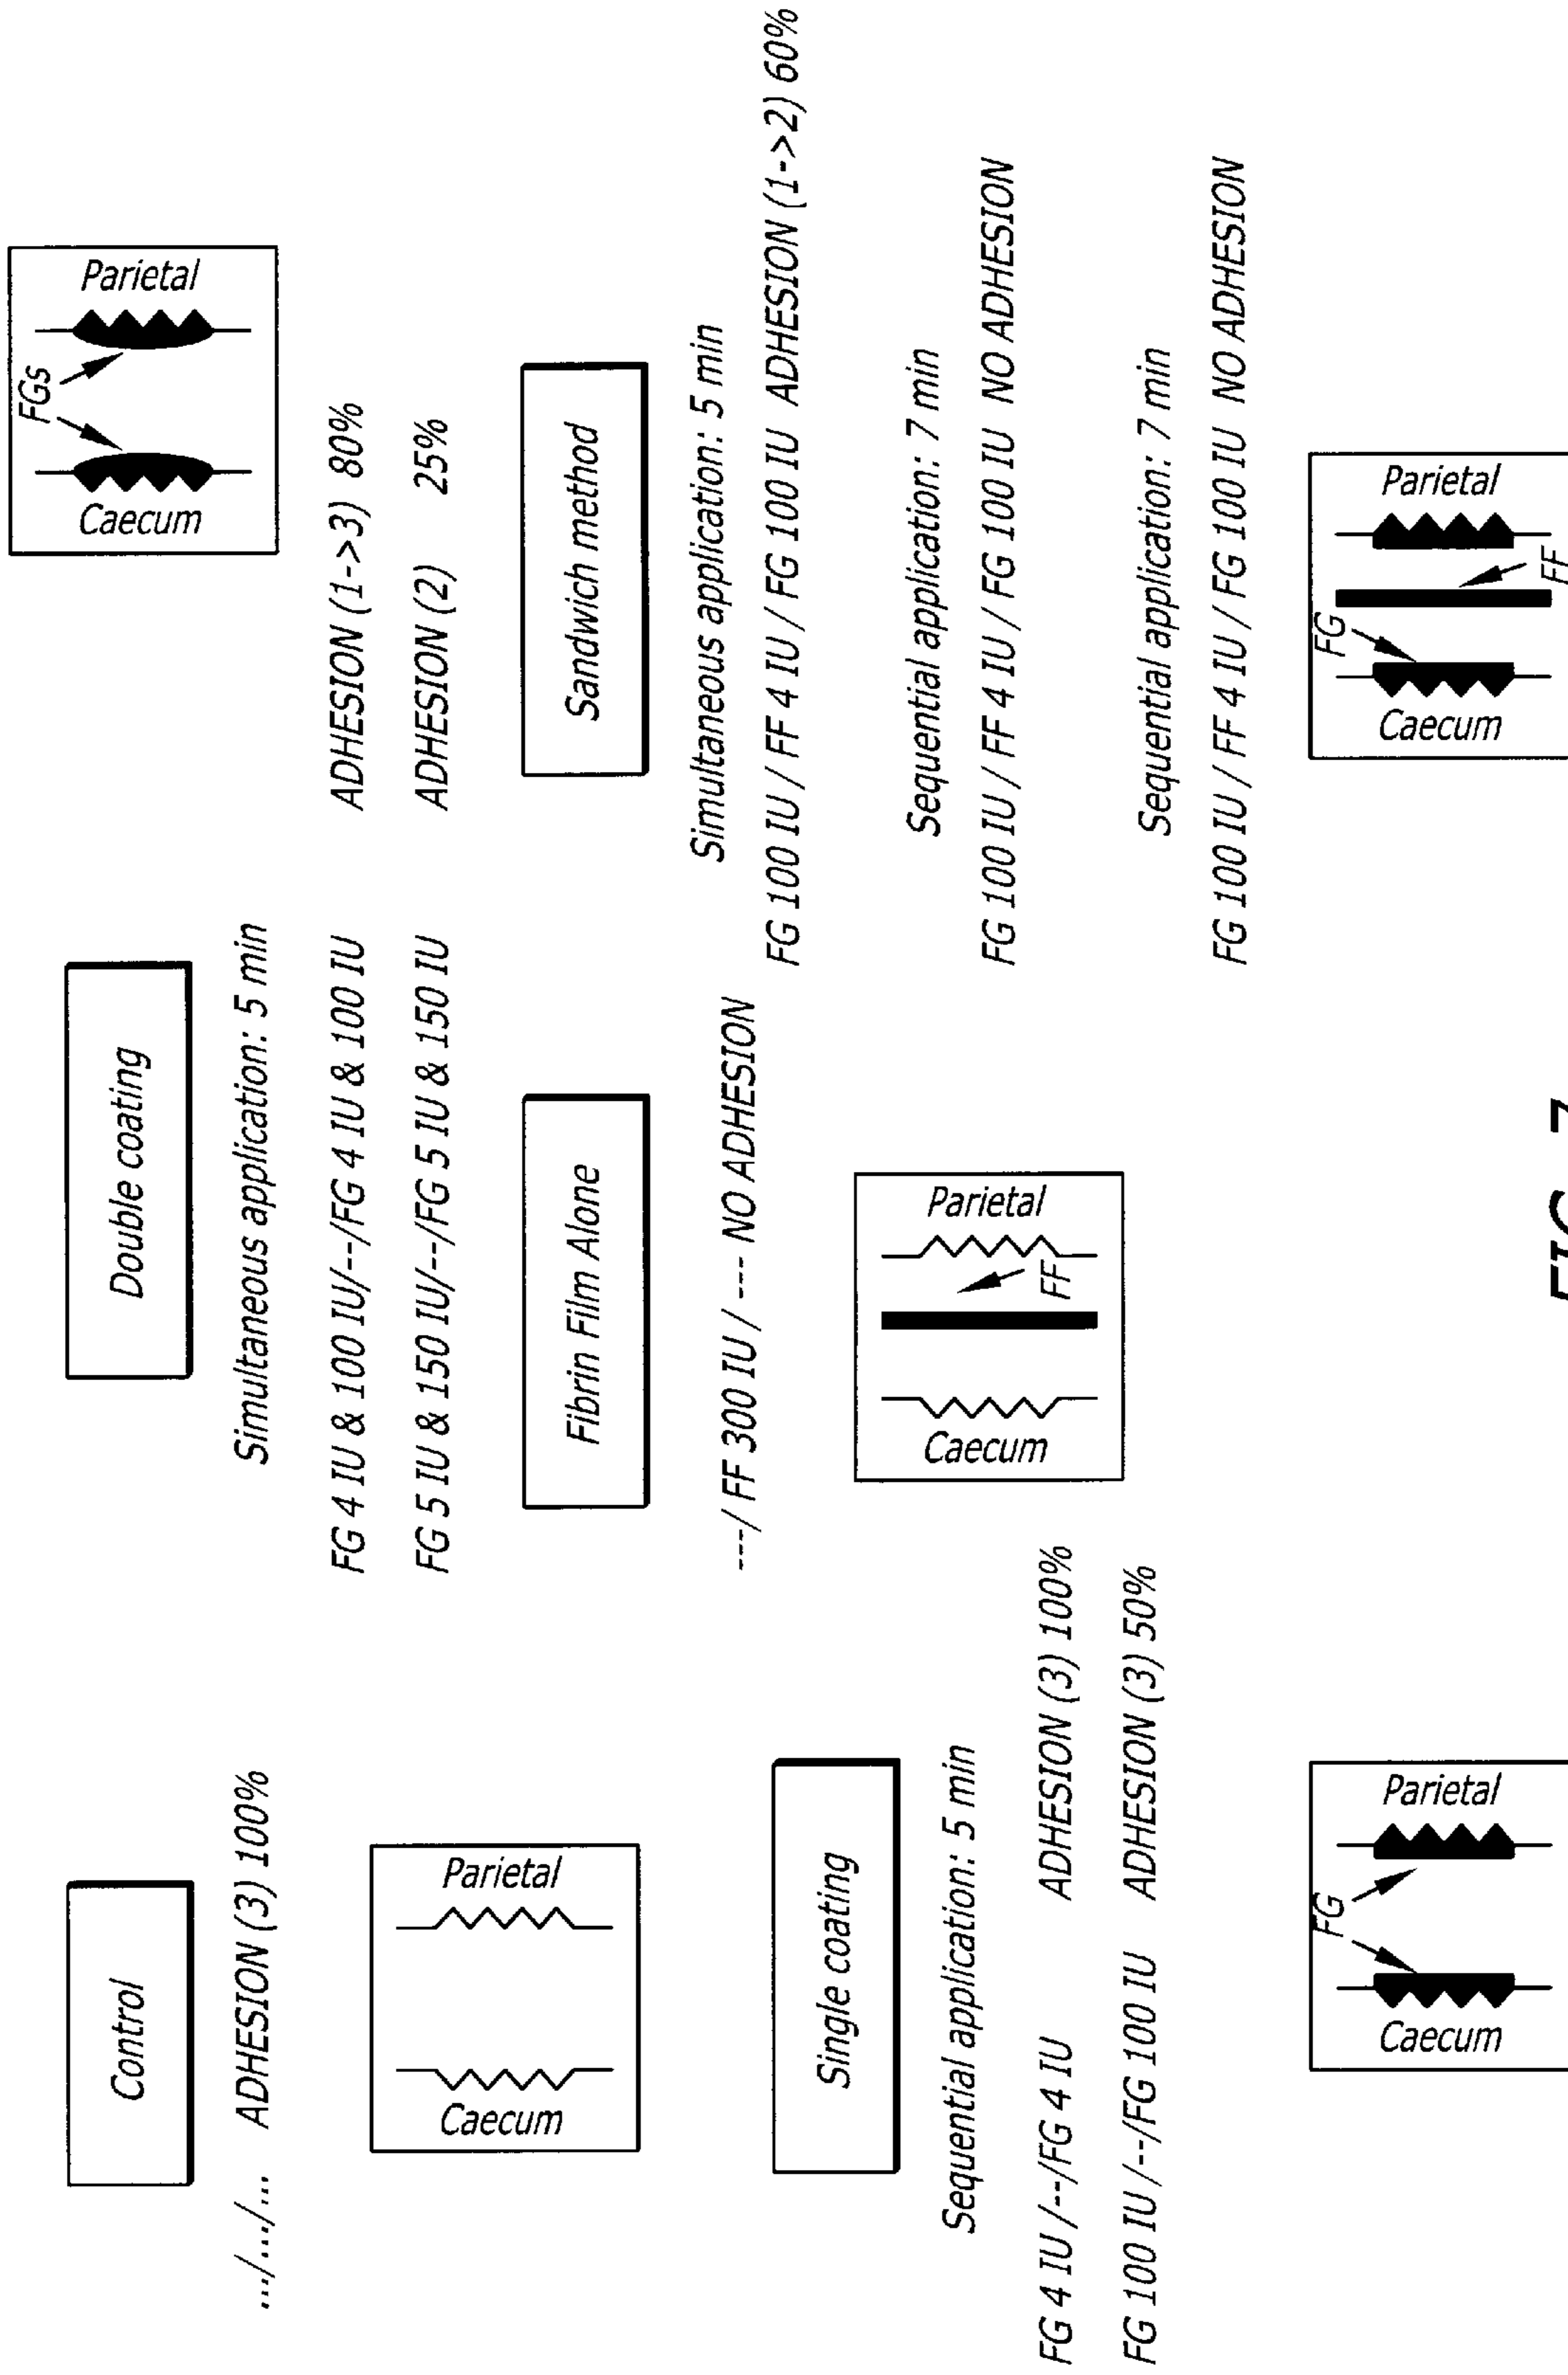 Control
.../.../... ADHESION (3) 100%
Caecum
Parietal
Single coating
Sequential application: 5 min
FG 4 IU /--/FG 4 IU ADHESION (3) 100%
FG 100 IU /--/FG 100 IU ADHESION (3) 50%
FG
Caecum
Parietal
Double coating
Simultaneous application: 5 min
FG 4 IU & 100 IU/--/FG 4 IU & 100 IU ADHESION (1->3) 80%
FG 5 IU & 150 IU/--/FG 5 IU & 150 IU ADHESION (2) 25%
FGs
Caecum
Parietal
Fibrin Film Alone
---/ FF 300 IU / --- NO ADHESION
Caecum
Parietal
FF
Sandwich method
Simultaneous application: 5 min
FG 100 IU / FF 4 IU / FG 100 IU ADHESION (1->2) 60%
Sequential application: 7 min
FG 100 IU / FF 4 IU / FG 100 IU NO ADHESION
Sequential application: 7 min
FG 100 IU / FF 4 IU / FG 100 IU NO ADHESION
FG
Caecum
Parietal
FF
FIG. 7